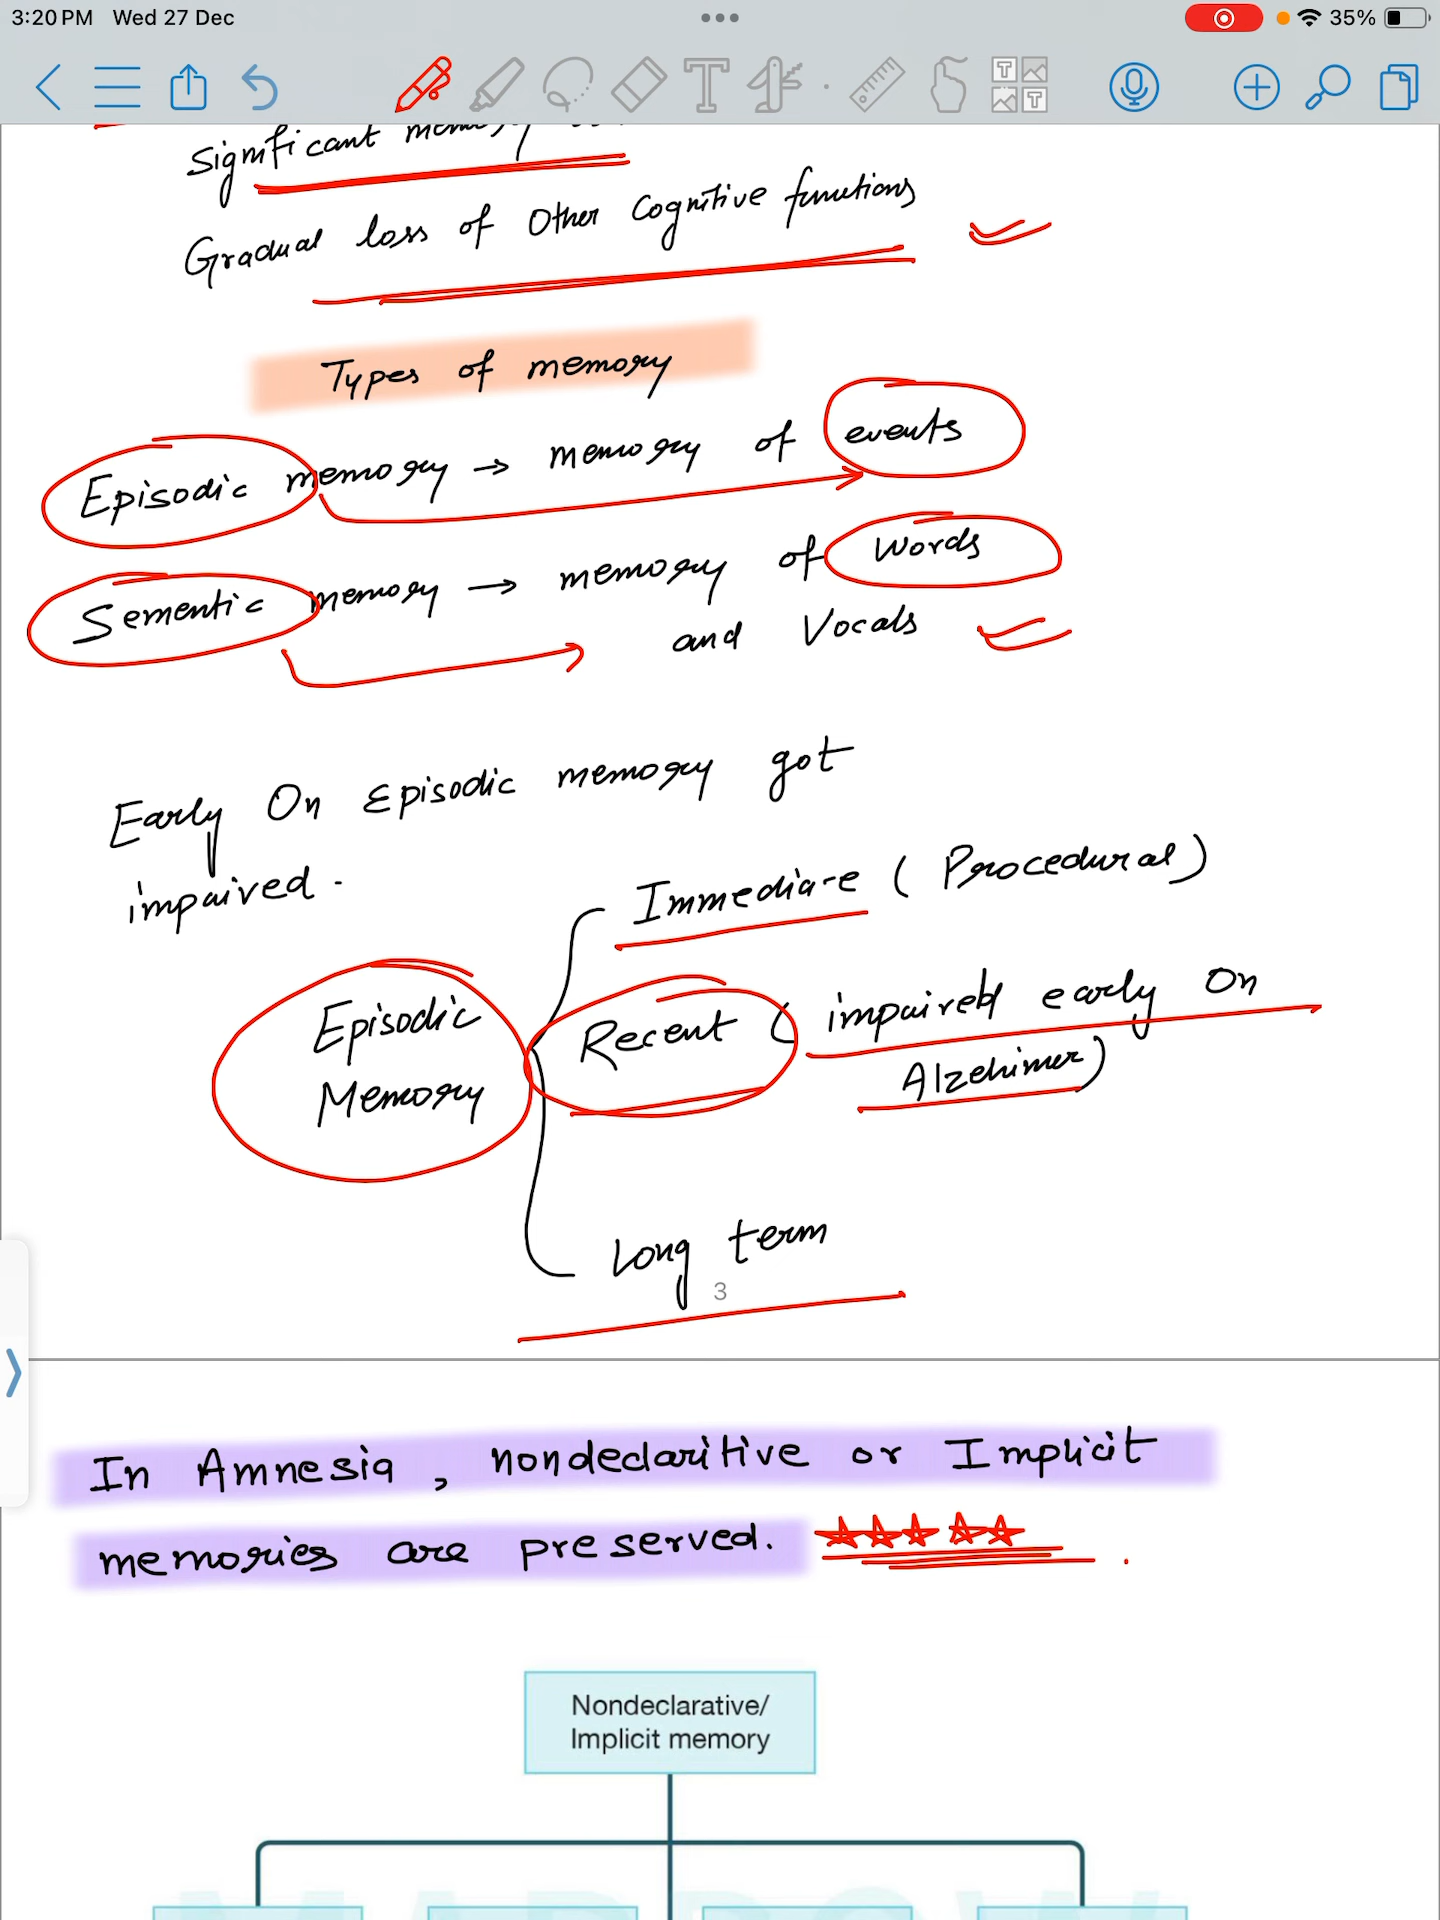 3:20 PM Wed 27 Dec
35%
Significant
Gradual loss of Other Cognitive functions
Types of memory
Episodic memory → memory of events
Sementic memory → memory of Words
and Vocals
Early On Episodic memory got
impaired.
Immediate (Procedural)
Episodic
Memory
Recent (impaired early On
Alzehimer)
Long term
3
In Amnesia, nondeclaritive or Implicit
memories are preserved.
Nondeclarative/
Implicit memory